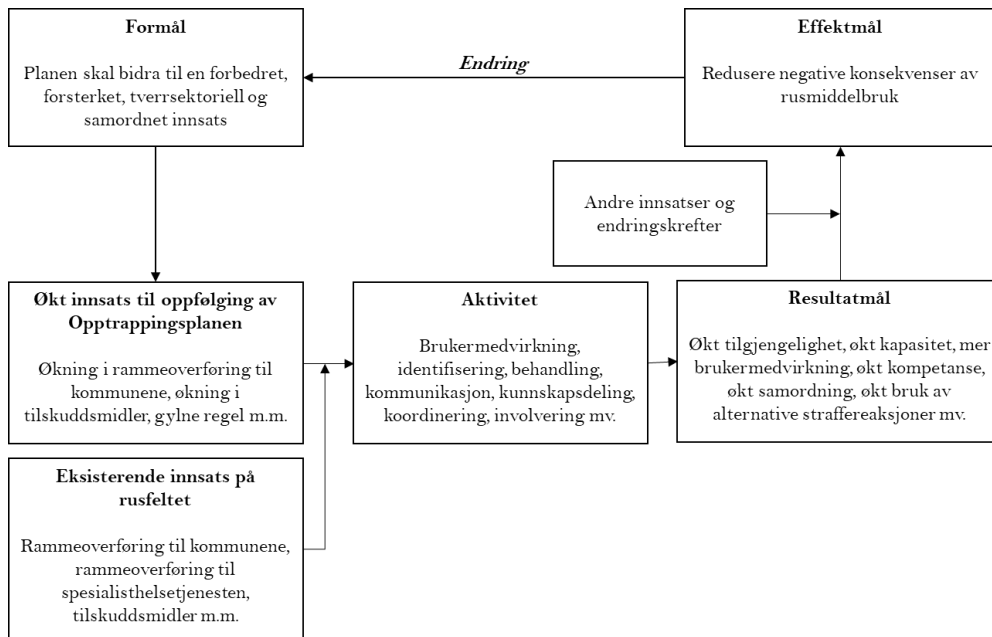 Formål
Planen skal bidra til en forbedret,
forsterket, tverrsektoriell og
samordnet innsats
Endring
Effektmål
Redusere negative konsekvenser av
rusmiddelbruk
Andre innsatser og
endringskrefter
Økt innsats til oppfølging av
Opptrappingsplanen
Økning i rammeoverføring til
kommunene, økning i
tilskuddsmidler, gylne regel m.m.
Aktivitet
Brukermedvirkning,
identifisering, behandling,
kommunikasjon, kunnskapsdeling,
koordinering, involvering mv.
Resultatmål
Økt tilgjengelighet, økt kapasitet, mer
brukermedvirkning, økt kompetanse,
økt samordning, økt bruk av
alternative straffereaksjoner mv.
Eksisterende innsats på
rusfeltet
Rammeoverføring til kommunene,
rammeoverføring til
spesialisthelsetjenesten,
tilskuddsmidler m.m.